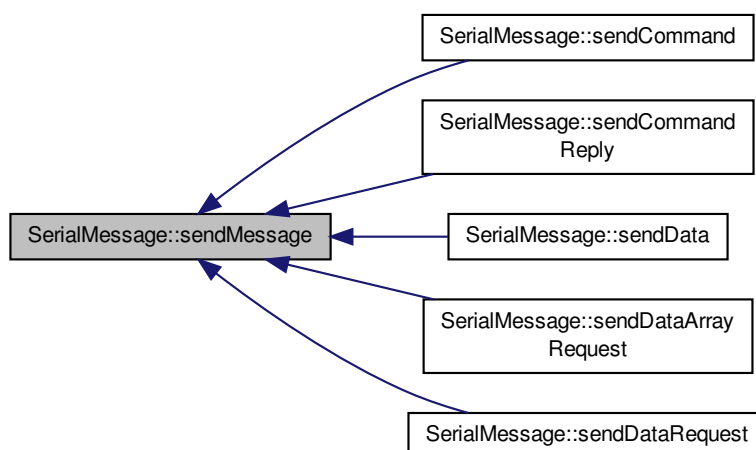 SerialMessage::sendCommand
SerialMessage::sendCommand
Reply
SerialMessage::sendMessage
SerialMessage::sendData
SerialMessage::sendDataArray
Request
SerialMessage::sendDataRequest